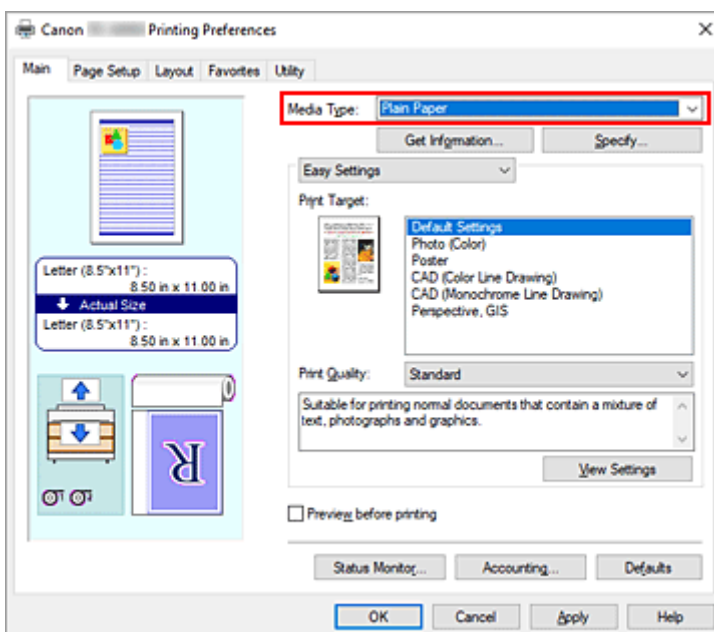 Canon Printing Preferences
Main Page Setup Layout Favorites Utility
Media Type: Plain Paper
Get Information... Specify...
Easy Settings
Print Target:
Default Settings
Photo (Color)
Poster
CAD (Color Line Drawing)
CAD (Monochrome Line Drawing)
Perspective, GIS
Letter (8.5"x11") :
8.50 in x 11.00 in
Actual Size
Letter (8.5"x11") :
8.50 in x 11.00 in
Print Quality: Standard
Suitable for printing normal documents that contain a mixture of
text, photographs and graphics.
View Settings
R
Preview before printing
Status Monitor... Accounting... Defaults
OK Cancel Apply Help